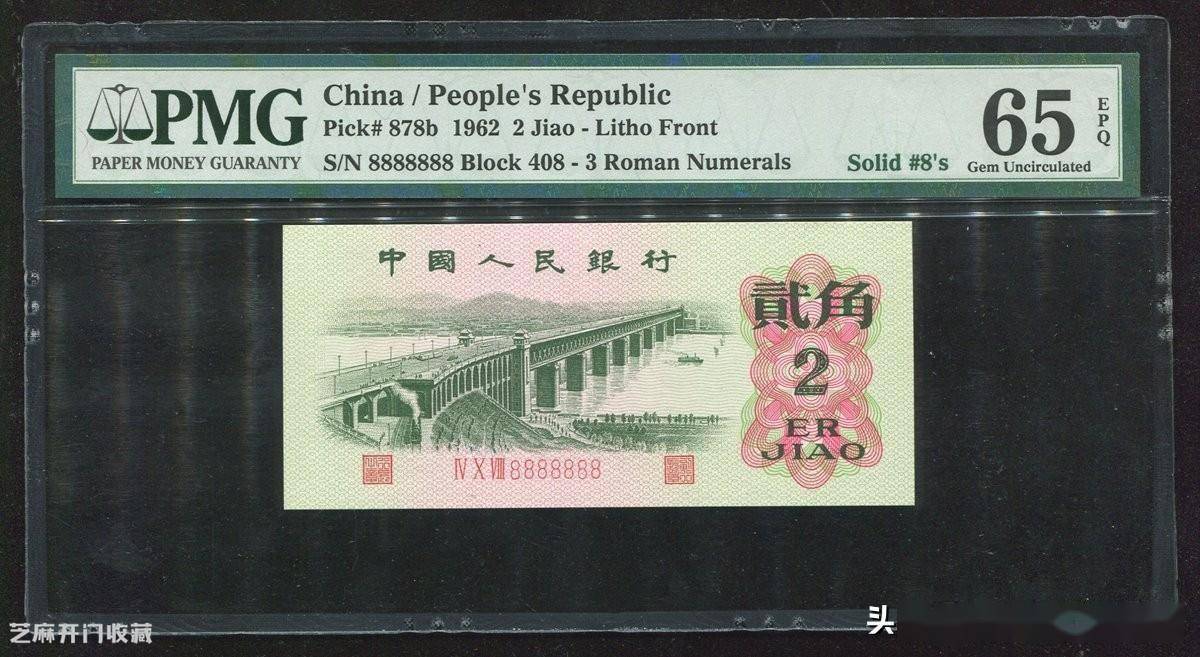 PMG
PAPER MONEY GUARANTY
China / People's Republic
Pick# 878b 1962 2 Jiao - Litho Front
S/N 8888888 Block 408 - 3 Roman Numerals
Solid #8's
65
EPQ
Gem Uncirculated
中國人民銀行
貳角
2
ER
JIAO
Ⅳ Ⅹ Ⅷ 8888888
芝麻开门收藏
头